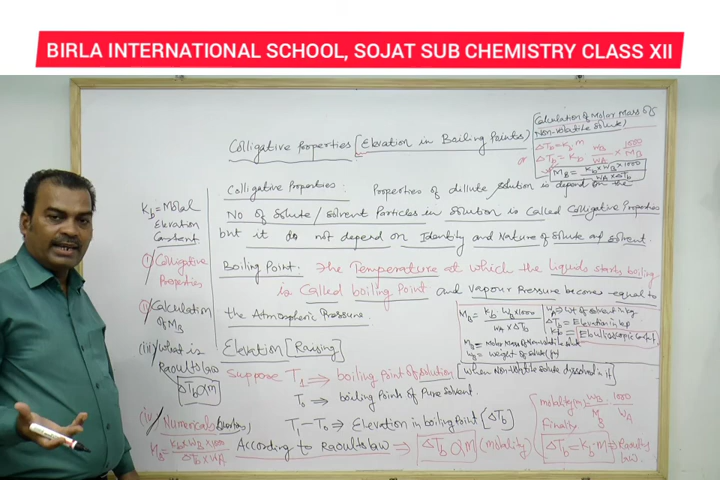 BIRLA INTERNATIONAL SCHOOL, SOJAT SUB CHEMISTRY CLASS XII
Colligative Properties [Elevation in Boiling Points]
Calculation of Molar Mass of
Non-volatile Solute
ΔTb = Kb m
or ΔTb = Kb WB/WA × 1000/MB
MB = Kb × WB × 1000 / WA × ΔTb
Colligative Properties : Properties of dillute solution is depend on the
No of Solute / Solvent Particles in solution is Called Colligative Properties
but it do not depend on Identity and Nature of Solute and Solvent.
Boiling Point : The Temperature at which the liquids starts boiling
is Called boiling Point and Vapour Pressure become equal to
the Atmospheric Pressure.
Elevation [Raising]
Suppose T1 ⇒ boiling Point of Solution [When Non-Volatile Solute dissolved in it
To ⇒ boiling Points of Pure Solvent.
T1 - To ⇒ Elevation in boiling Point [ΔTb]
According to Raoults law ⇒ ΔTb α m (molality)
MB = Kb WB × 1000 / WA × ΔTb
MB = Molar Mass of Non volatile Solute
WB = weight of Solute
WA ⇒ wt of Solvent in kg
ΔTb = Elevation in
Kb = Ebullioscopic Const
molality(m) WB/MB · 1000/WA
Finally
ΔTb = Kb · m ⇒ Raoults law.
Kb = Molal
Elevation
Constant
(i) Colligative
Properties
(ii) Calculation
of MB
(iii) What is
Raoults law
ΔTb α m
(iv) Numericals
MB = Kb × WB × 1000 / ΔTb × WA